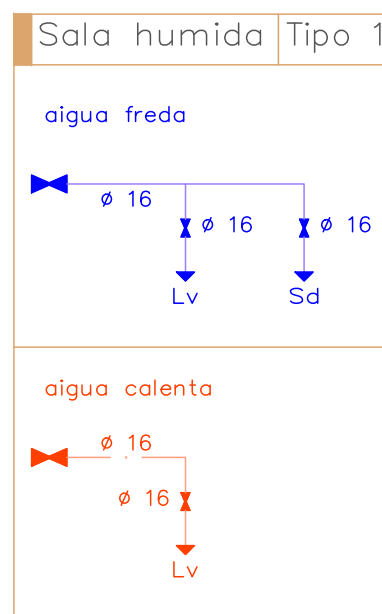 Sala humida Tipo 1
aigua freda
ø 16
ø 16 ø 16
Lv Sd
aigua calenta
ø 16
ø 16
Lv